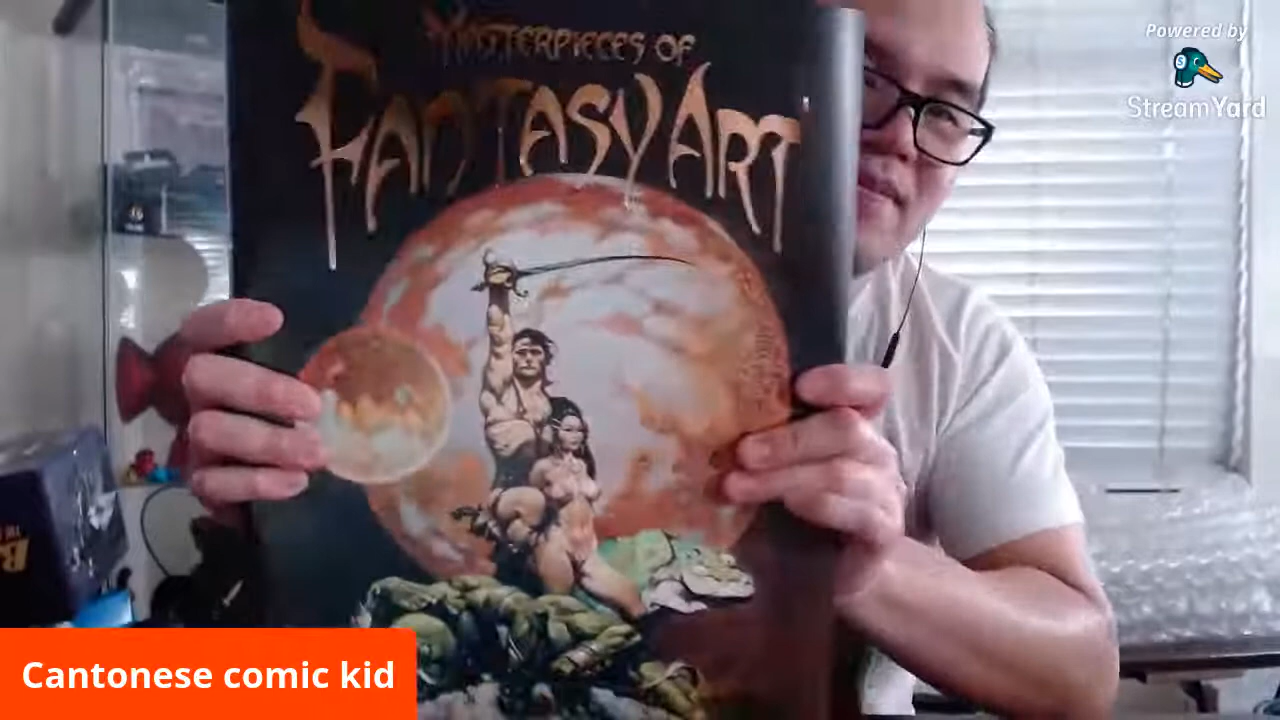 MASTERPIECES OF
FANTASY ART
Powered by
StreamYard
Cantonese comic kid